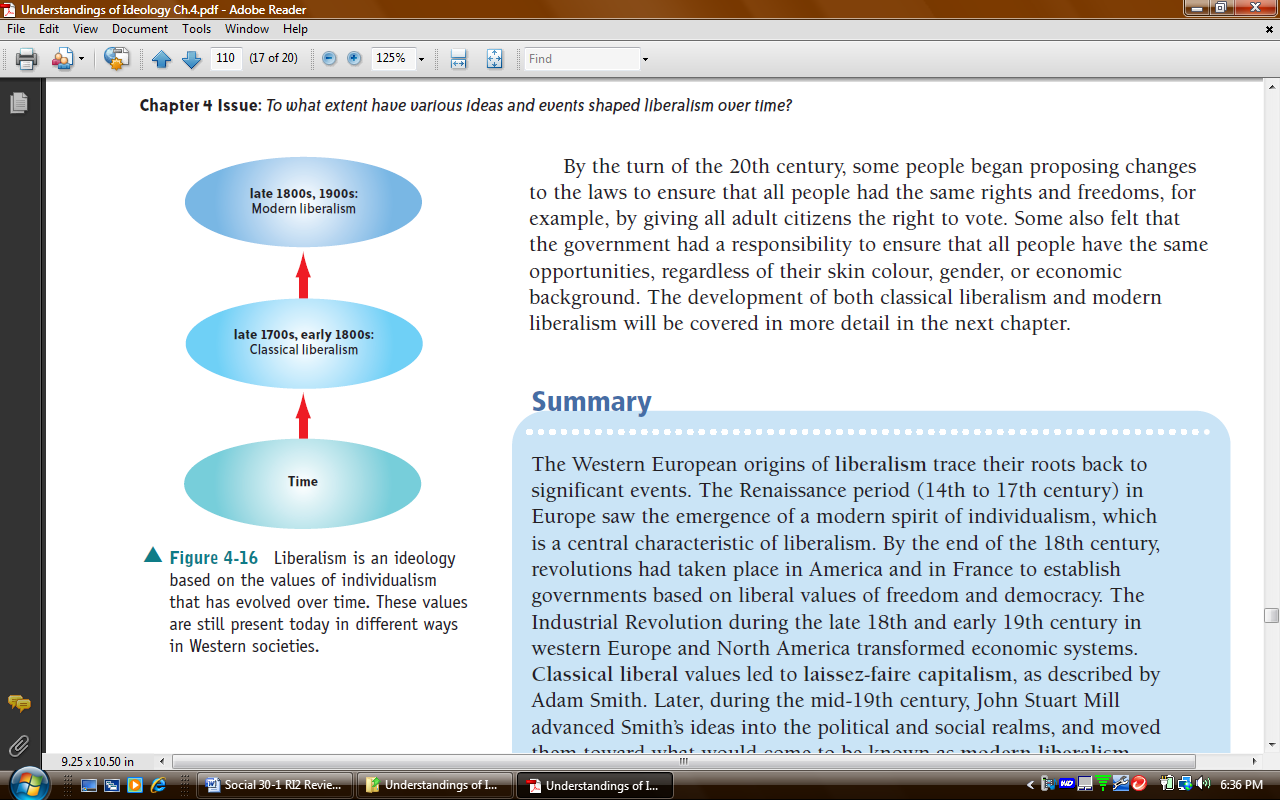 Understandings of Ideology Ch.4.pdf - Adobe Reader
File Edit View Document Tools Window Help
110 (17 of 20) 125% Find
Chapter 4 Issue: To what extent have various ideas and events shaped liberalism over time?
late 1800s, 1900s:
Modern liberalism
late 1700s, early 1800s:
Classical liberalism
Time
Figure 4-16 Liberalism is an ideology
based on the values of individualism
that has evolved over time. These values
are still present today in different ways
in Western societies.
By the turn of the 20th century, some people began proposing changes
to the laws to ensure that all people had the same rights and freedoms, for
example, by giving all adult citizens the right to vote. Some also felt that
the government had a responsibility to ensure that all people have the same
opportunities, regardless of their skin colour, gender, or economic
background. The development of both classical liberalism and modern
liberalism will be covered in more detail in the next chapter.
Summary
The Western European origins of liberalism trace their roots back to
significant events. The Renaissance period (14th to 17th century) in
Europe saw the emergence of a modern spirit of individualism, which
is a central characteristic of liberalism. By the end of the 18th century,
revolutions had taken place in America and in France to establish
governments based on liberal values of freedom and democracy. The
Industrial Revolution during the late 18th and early 19th century in
western Europe and North America transformed economic systems.
Classical liberal values led to laissez-faire capitalism, as described by
Adam Smith. Later, during the mid-19th century, John Stuart Mill
advanced Smith's ideas into the political and social realms, and moved
them toward what would come to be known as modern liberalism
9.25 x 10.50 in
Social 30-1 RI2 Revie... Understandings of I... Understandings of I... 6:36 PM